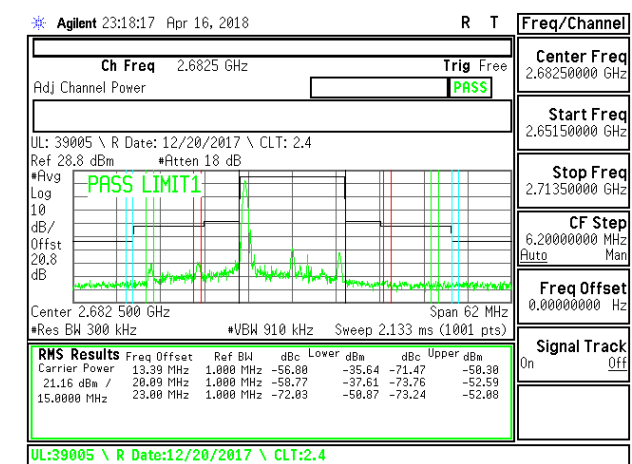 Agilent 23:18:17 Apr 16, 2018 R T
Freq/Channel
Ch Freq 2.6825 GHz Trig Free
Adj Channel Power PASS
UL: 39005 \ R Date: 12/20/2017 \ CLT: 2.4
Ref 28.8 dBm #Atten 18 dB
#Avg
Log
10
dB/
Offst
20.8
dB
PASS LIMIT1
Center 2.682 500 GHz Span 62 MHz
#Res BW 300 kHz #VBW 910 kHz Sweep 2.133 ms (1001 pts)
RMS Results Freq Offset Ref BW dBc Lower dBm dBc Upper dBm
Carrier Power 13.39 MHz 1.000 MHz -56.80 -35.64 -71.47 -50.30
21.16 dBm / 20.09 MHz 1.000 MHz -58.77 -37.61 -73.76 -52.59
15.0000 MHz 23.00 MHz 1.000 MHz -72.03 -50.87 -73.24 -52.08
UL:39005 \ R Date:12/20/2017 \ CLT:2.4
Center Freq
2.68250000 GHz
Start Freq
2.65150000 GHz
Stop Freq
2.71350000 GHz
CF Step
6.20000000 MHz
Auto Man
Freq Offset
0.00000000 Hz
Signal Track
On Off